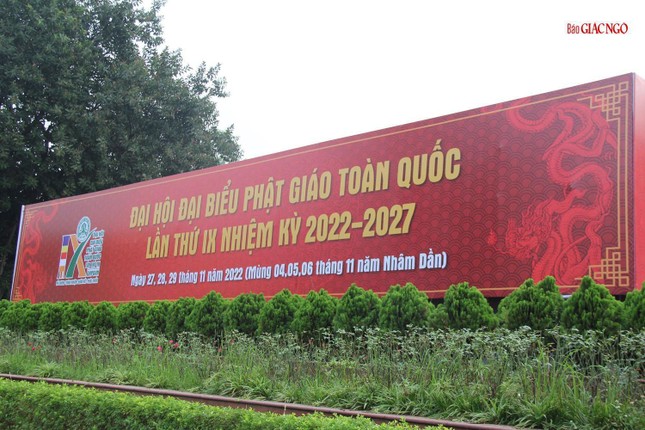 Báo GIÁC NGỘ
ĐẠI HỘI ĐẠI BIỂU PHẬT GIÁO TOÀN QUỐC
LẦN THỨ IX NHIỆM KỲ 2022-2027
Ngày 27, 28, 29 tháng 11 năm 2022 (Mùng 04,05,06 tháng 11 năm Nhâm Dần)
IX